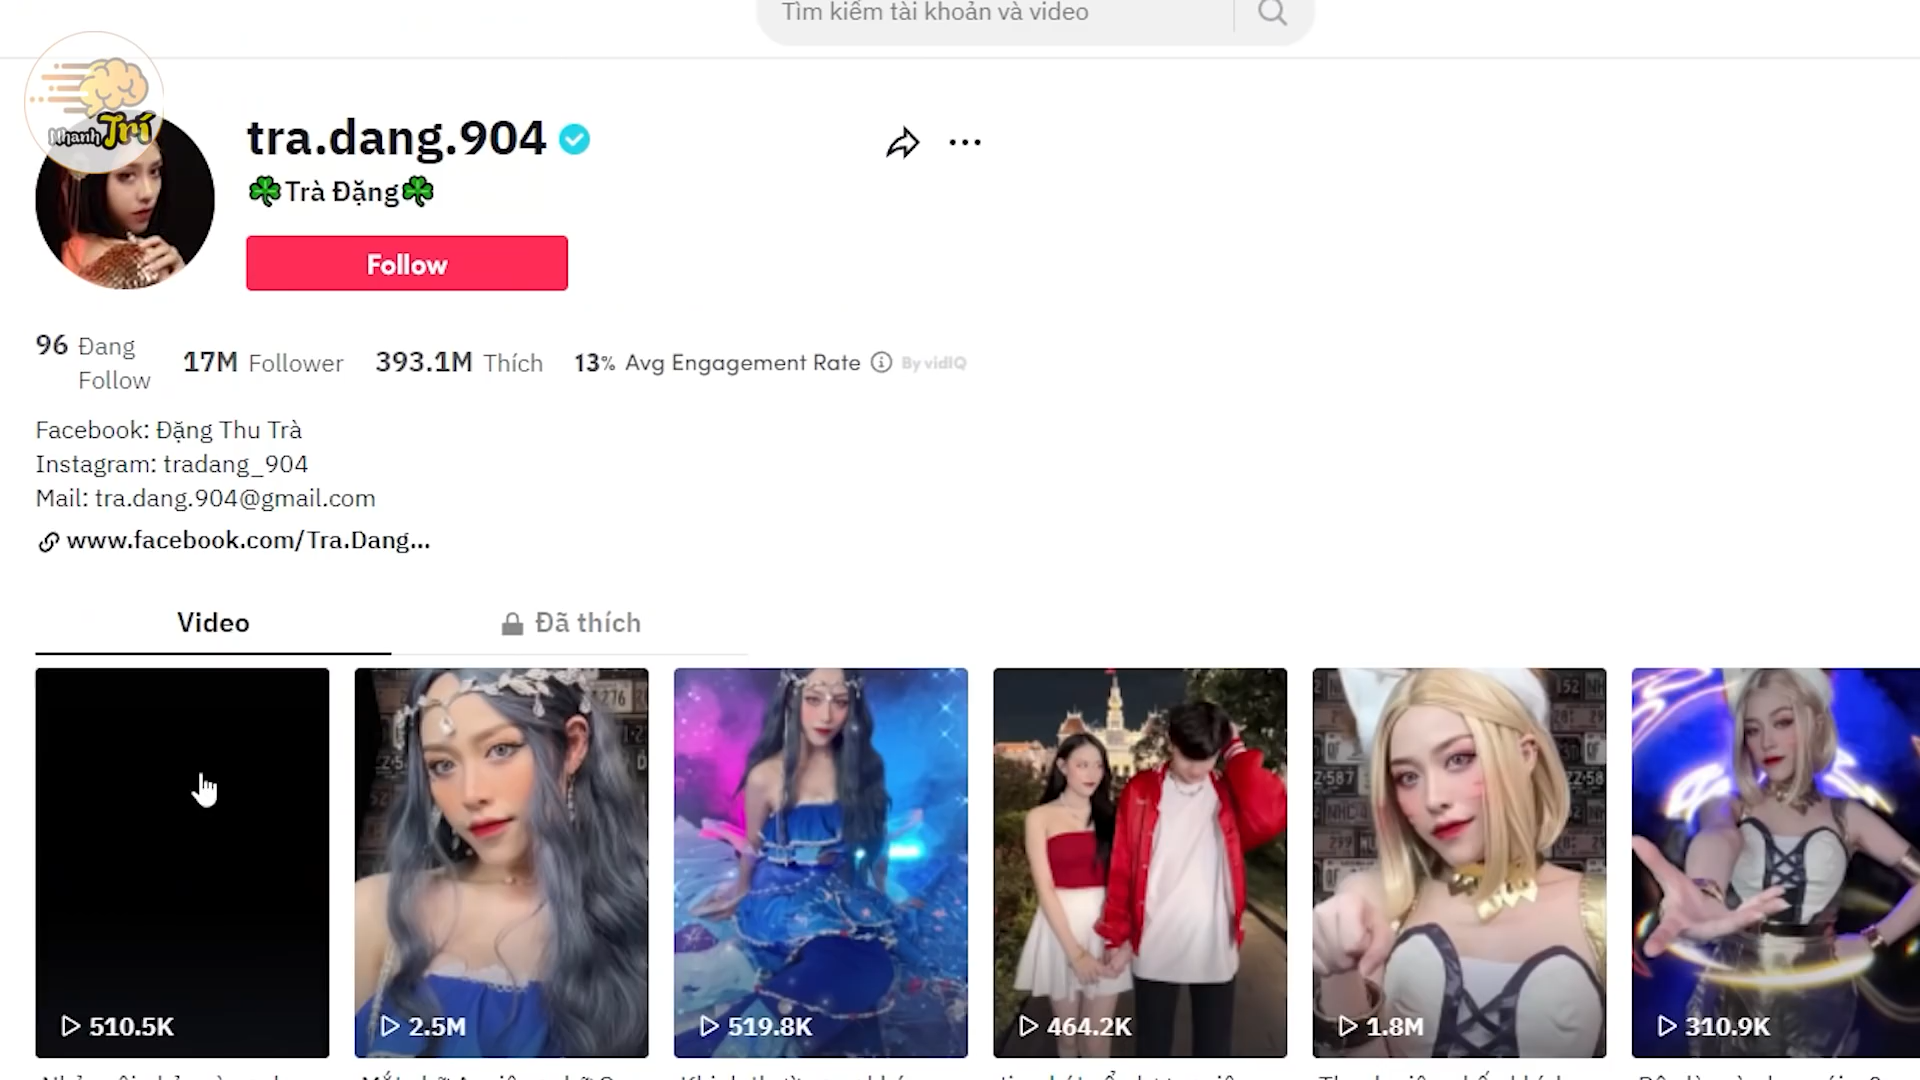 Tìm kiếm tài khoản và video
Nhanh Trí
tra.dang.904
☘Trà Đặng☘
Follow
96 Đang Follow
17M Follower
393.1M Thích
13% Avg Engagement Rate
By vidIQ
Facebook: Đặng Thu Trà
Instagram: tradang_904
Mail: tra.dang.904@gmail.com
www.facebook.com/Tra.Dang...
Video
Đã thích
510.5K
2.5M
519.8K
464.2K
1.8M
310.9K